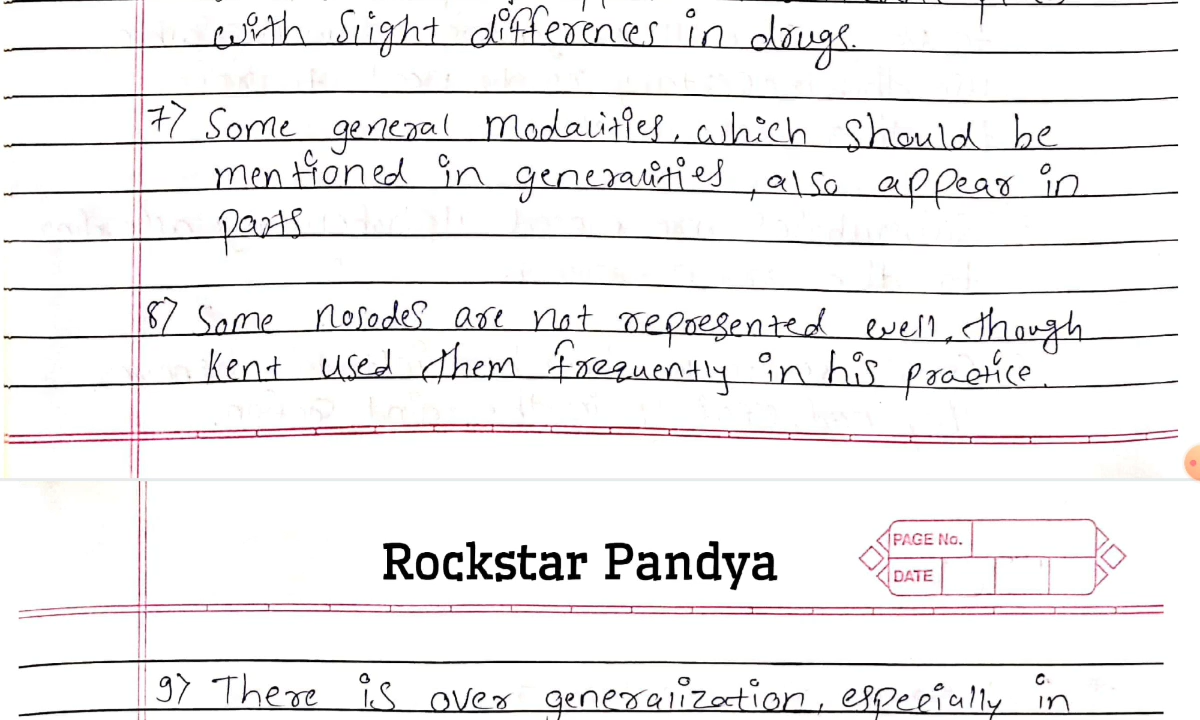 with slight differences in drugs.
7) Some general modalities, which should be
mentioned in generalities, also appear in
parts
8) Some nosodes are not represented well, though
Kent used them frequently in his practice.
Rockstar Pandya
PAGE No.
DATE
9) There is over generalization, especially in